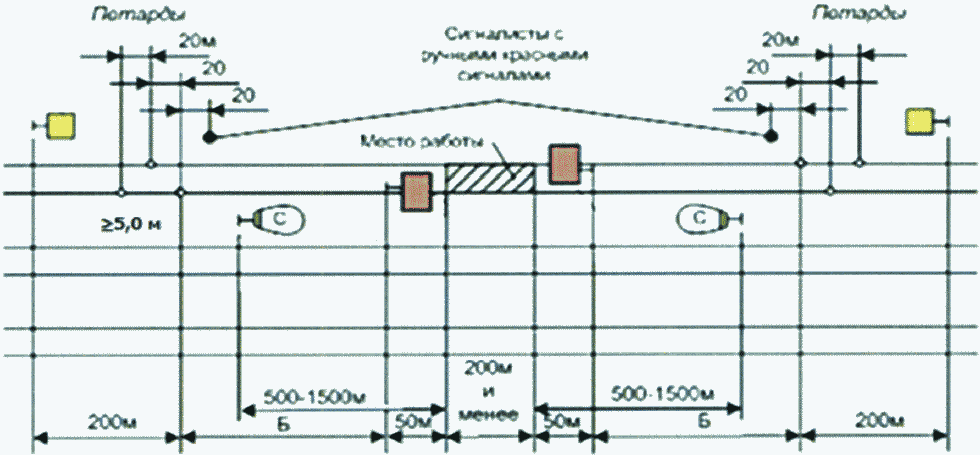 Петарды
Петарды
20м
20
20
Сигналисты с
ручными красными
сигналами
20м
20
20
Место работы
≥5,0 м
С
С
200м
и
менее
500-1500м
500-1500м
200м
Б
50м
50м
Б
200м